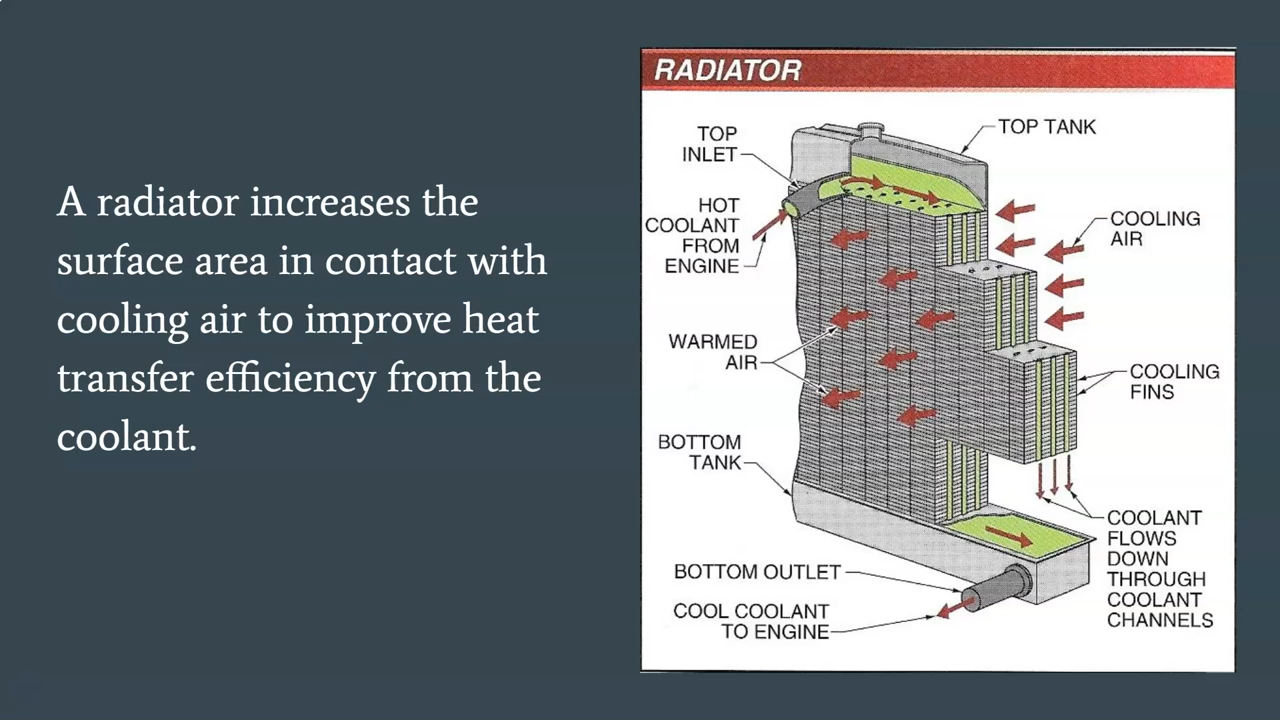 A radiator increases the
surface area in contact with
cooling air to improve heat
transfer efficiency from the
coolant.
RADIATOR
TOP
INLET
TOP TANK
HOT
COOLANT
FROM
ENGINE
COOLING
AIR
WARMED
AIR
COOLING
FINS
BOTTOM
TANK
COOLANT
FLOWS
DOWN
THROUGH
COOLANT
CHANNELS
BOTTOM OUTLET
COOL COOLANT
TO ENGINE